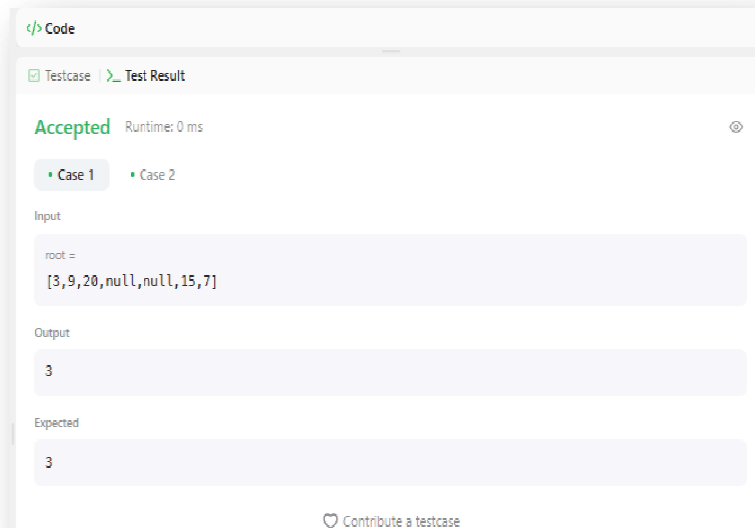 </> Code
Testcase | >_ Test Result
Accepted Runtime: 0 ms
• Case 1 • Case 2
Input
root =
[3,9,20,null,null,15,7]
Output
3
Expected
3
Contribute a testcase